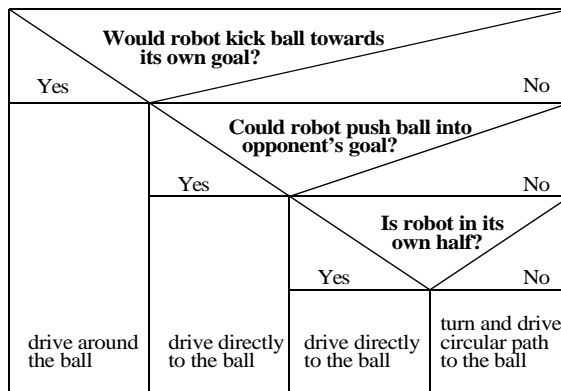 Would robot kick ball towards
its own goal?
Yes
No
Could robot push ball into
opponent's goal?
Yes
No
Is robot in its
own half?
Yes
No
drive around
the ball
drive directly
to the ball
drive directly
to the ball
turn and drive
circular path
to the ball